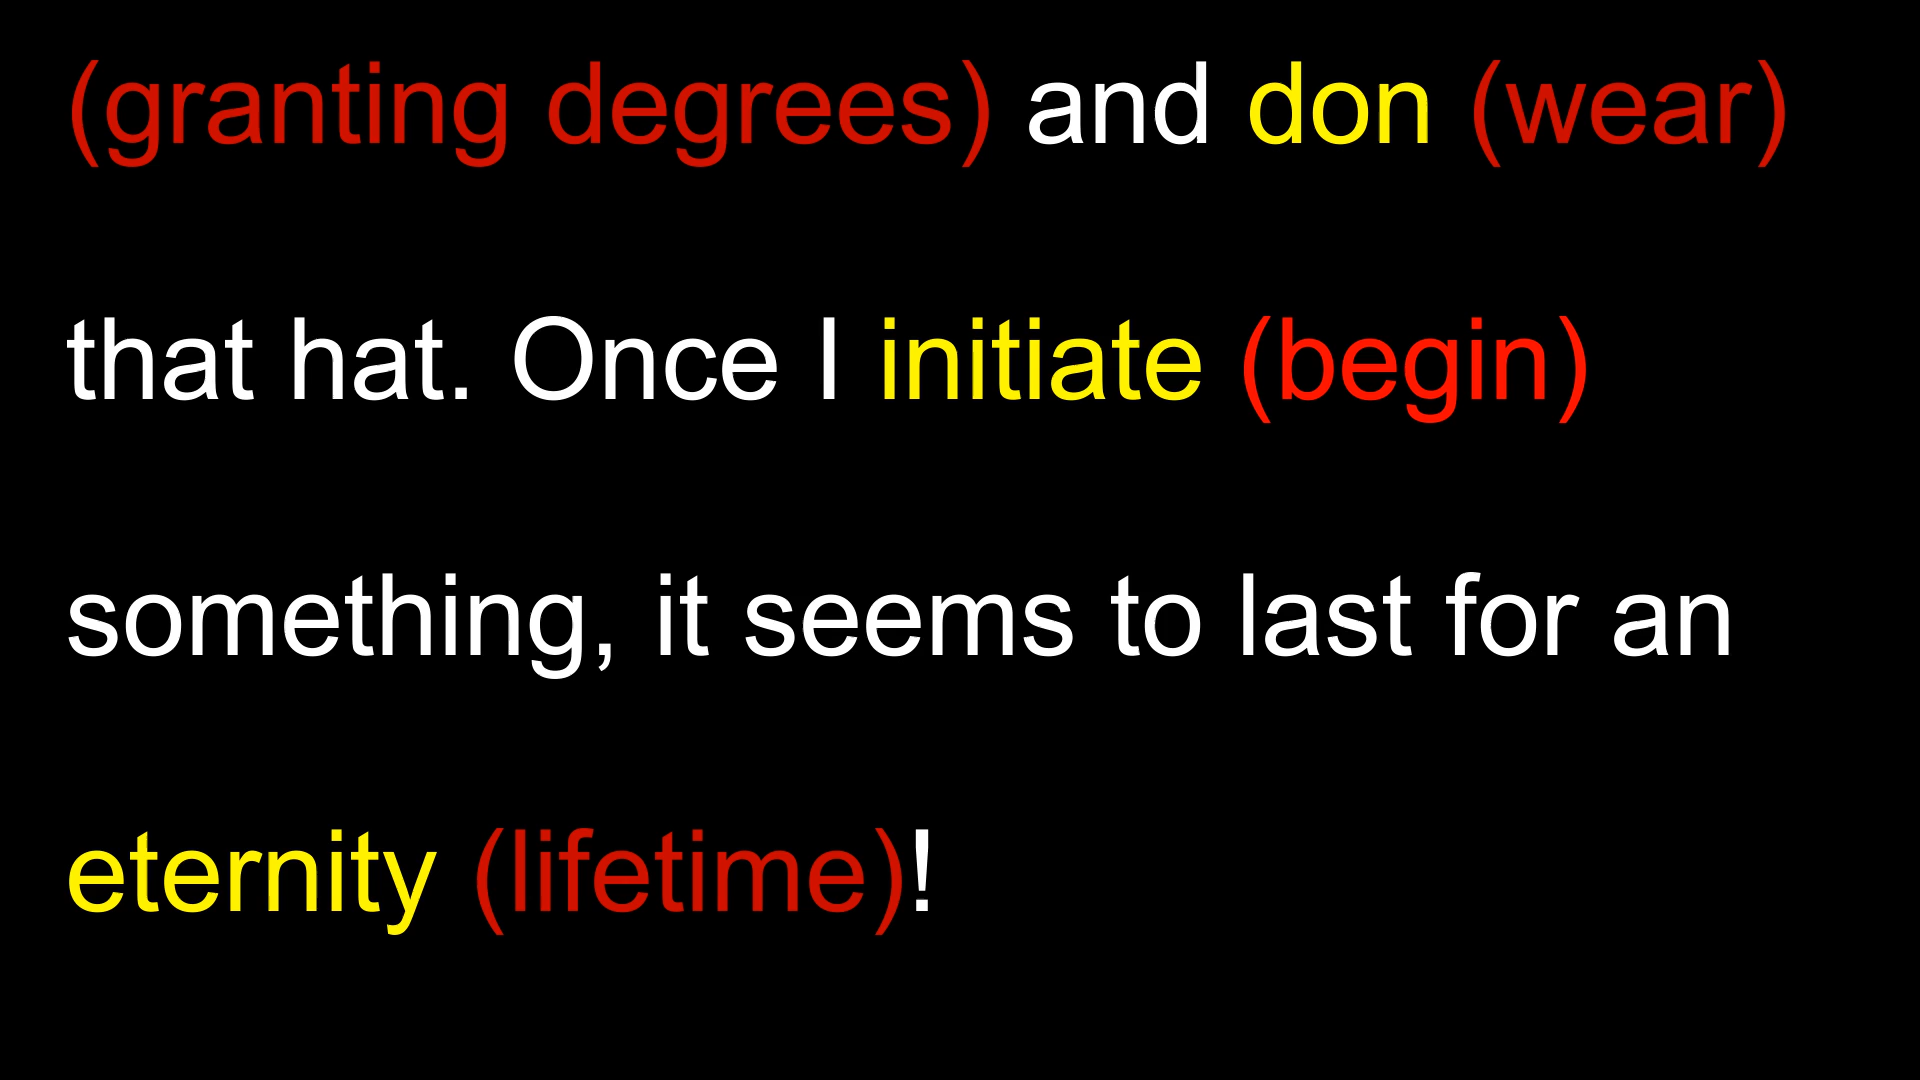 (granting degrees) and don (wear)
that hat. Once I initiate (begin)
something, it seems to last for an
eternity (lifetime)!